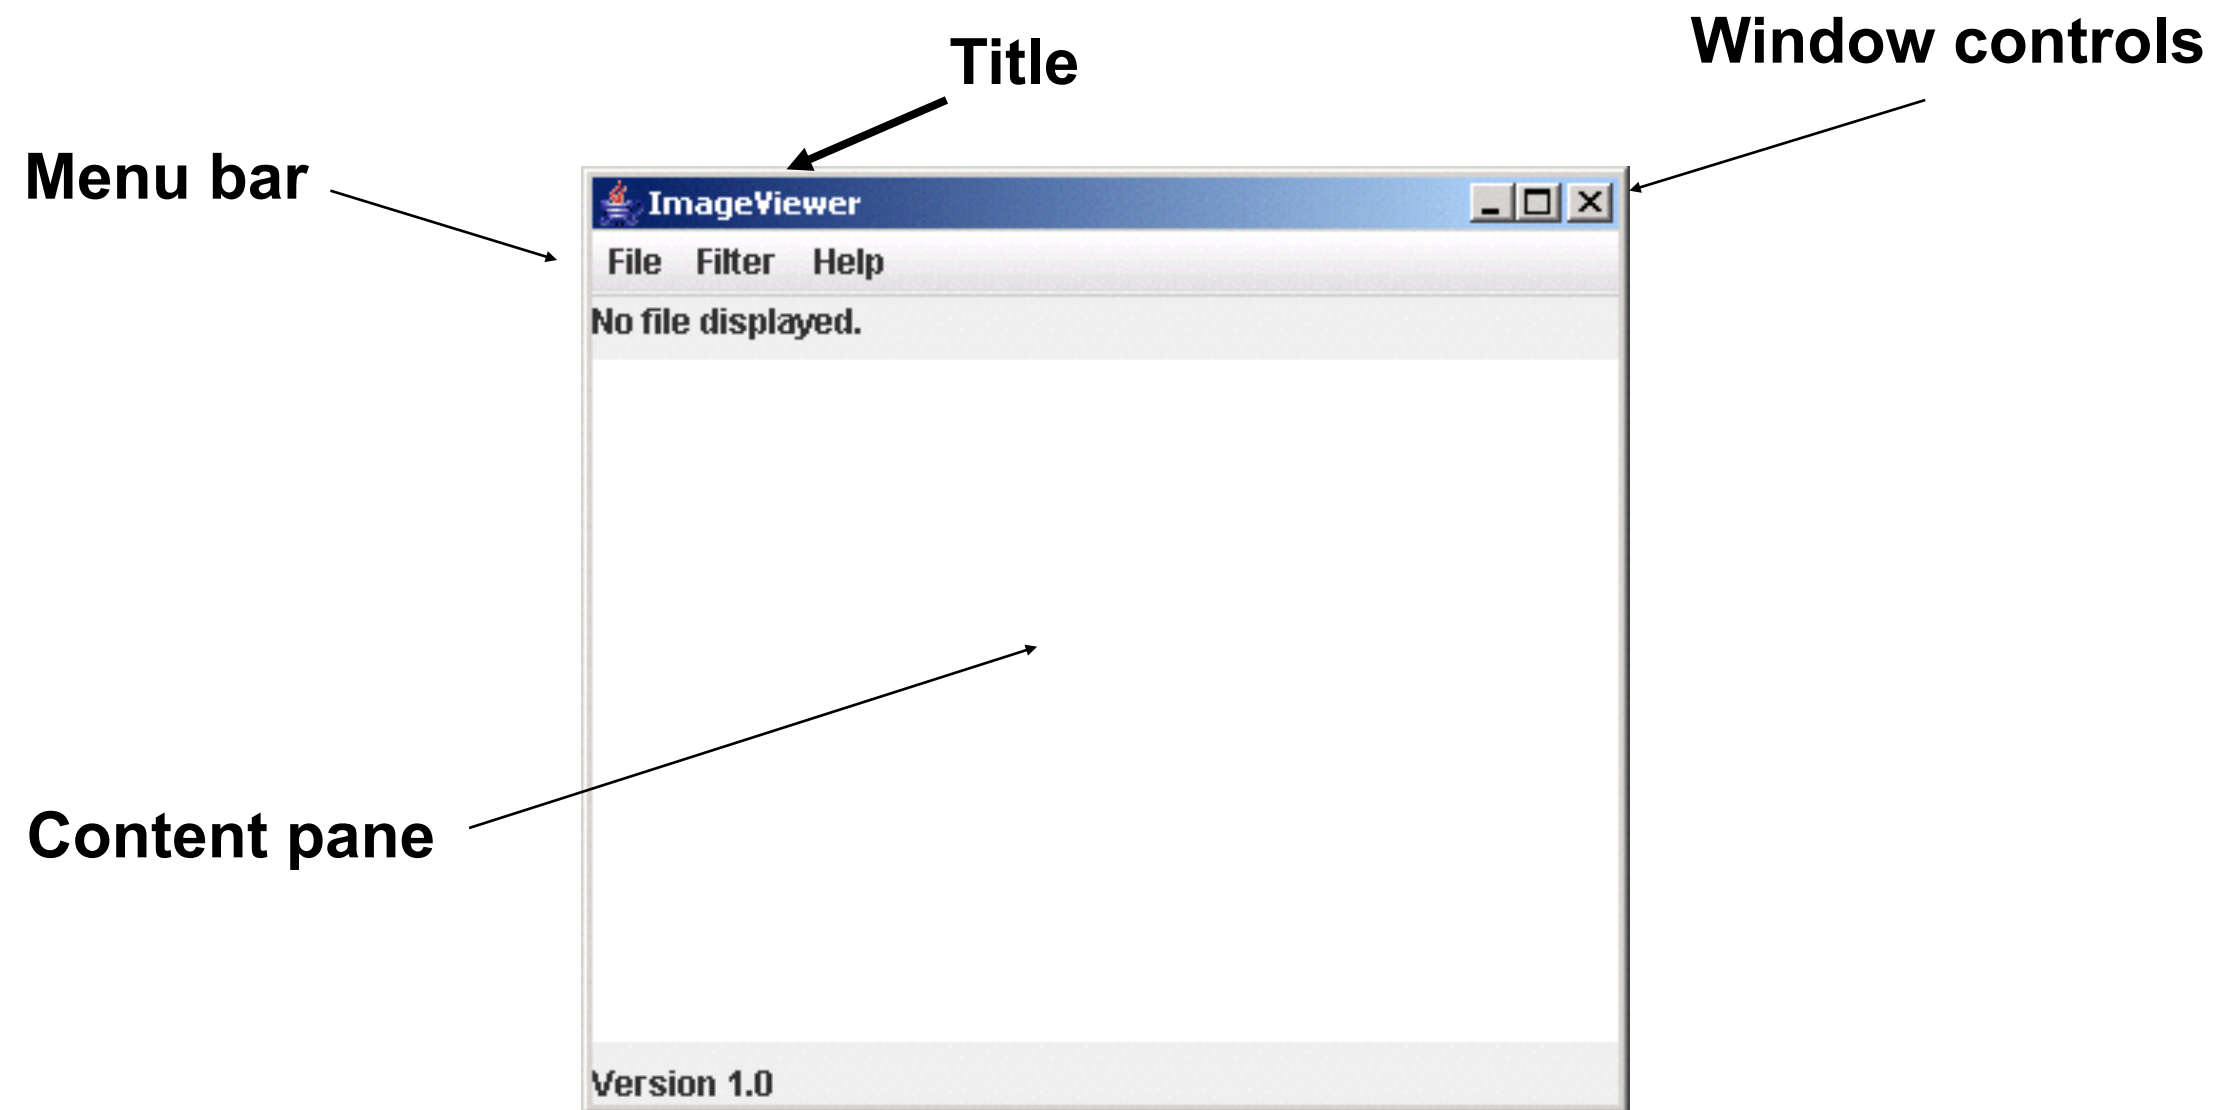 Window controls
Title
Menu bar
ImageViewer
File Filter Help
No file displayed.
Content pane
Version 1.0